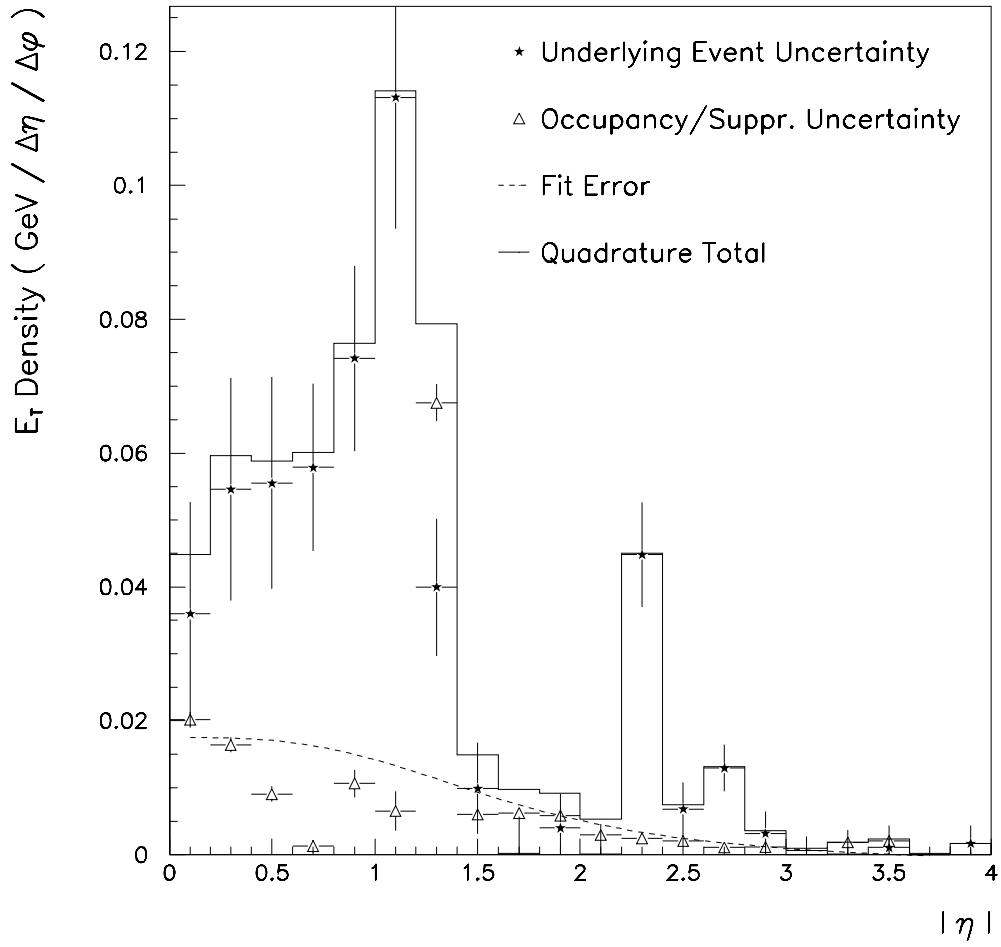 E_T Density ( GeV / Δη / Δφ )
0.12
0.1
0.08
0.06
0.04
0.02
0
Underlying Event Uncertainty
Occupancy/Suppr. Uncertainty
Fit Error
Quadrature Total
0 0.5 1 1.5 2 2.5 3 3.5 4
| η |